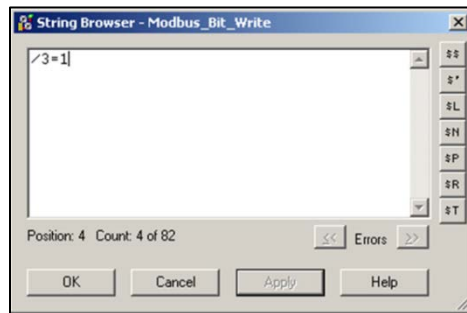 String Browser - Modbus_Bit_Write
/3=1
$$
$'
$L
$N
$P
$R
$T
Position: 4 Count: 4 of 82
<< Errors >>
OK Cancel Apply Help